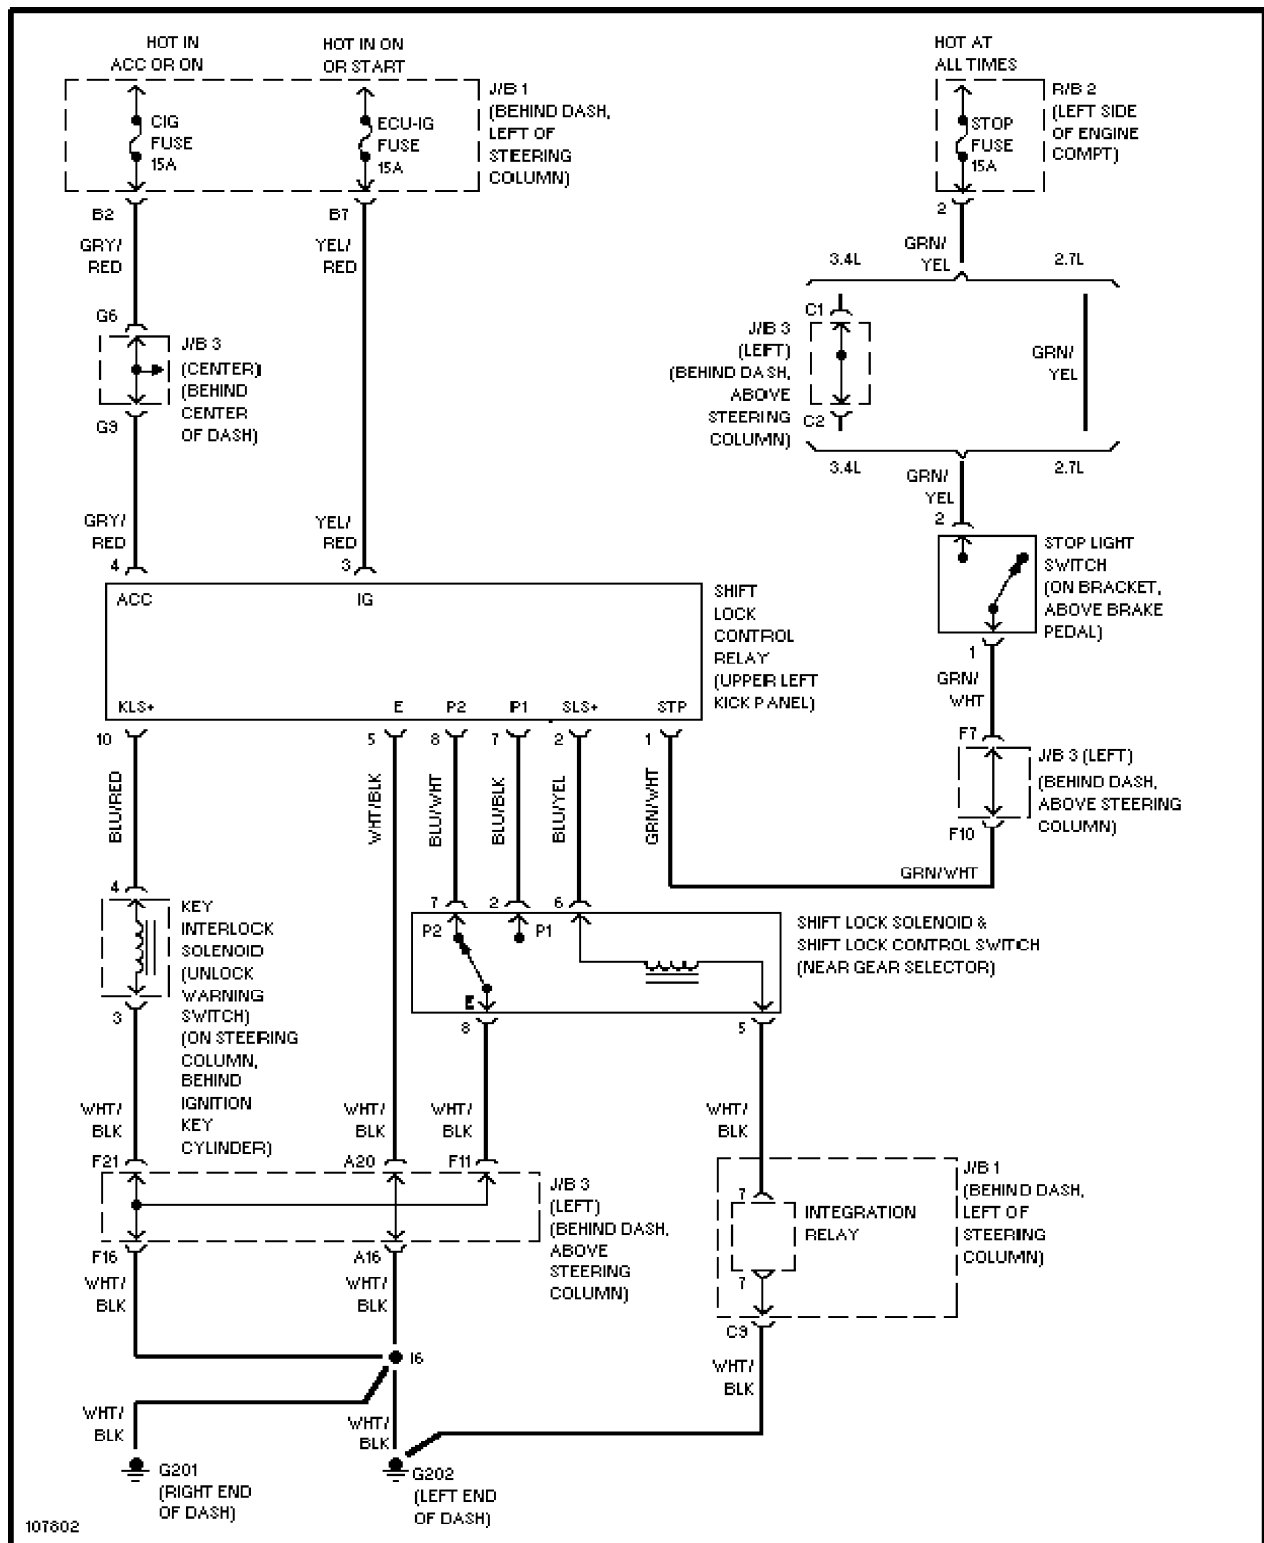 HOT IN
ACC OR ON
HOT IN ON
OR START
HOT AT
ALL TIMES
CIG
FUSE
15A
ECU-IG
FUSE
15A
J/B 1
(BEHIND DASH,
LEFT OF
STEERING
COLUMN)
STOP
FUSE
15A
R/B 2
(LEFT SIDE
OF ENGINE
COMPT)
B2
B7
2
GRY/
RED
YEL/
RED
GRN/
YEL
3.4L
2.7L
G6
J/B 3
(CENTER)
(BEHIND
CENTER
OF DASH)
G9
C1
J/B 3
(LEFT)
(BEHIND DASH,
ABOVE
STEERING
COLUMN)
C2
GRN/
YEL
3.4L
2.7L
GRN/
YEL
2
GRY/
RED
4
YEL/
RED
3
STOP LIGHT
SWITCH
(ON BRACKET,
ABOVE BRAKE
PEDAL)
1
ACC
IG
SHIFT
LOCK
CONTROL
RELAY
(UPPER LEFT
KICK PANEL)
KLS+
E
P2
P1
SLS+
STP
GRN/
WHT
10
5
8
7
2
1
F7
J/B 3 (LEFT)
(BEHIND DASH,
ABOVE STEERING
COLUMN)
F10
BLU/RED
WHT/BLK
BLU/WHT
BLU/BLK
BLU/YEL
GRN/WHT
GRN/WHT
4
7
2
6
KEY
INTERLOCK
SOLENOID
(UNLOCK
WARNING
SWITCH)
(ON STEERING
COLUMN,
BEHIND
IGNITION
KEY
CYLINDER)
P2
P1
E
SHIFT LOCK SOLENOID &
SHIFT LOCK CONTROL SWITCH
(NEAR GEAR SELECTOR)
3
8
5
WHT/
BLK
WHT/
BLK
WHT/
BLK
WHT/
BLK
F21
A20
F11
J/B 3
(LEFT)
(BEHIND DASH,
ABOVE
STEERING
COLUMN)
7
INTEGRATION
RELAY
7
J/B 1
(BEHIND DASH,
LEFT OF
STEERING
COLUMN)
F16
A16
C9
WHT/
BLK
WHT/
BLK
I6
WHT/
BLK
WHT/
BLK
WHT/
BLK
G201
(RIGHT END
OF DASH)
G202
(LEFT END
OF DASH)
107802